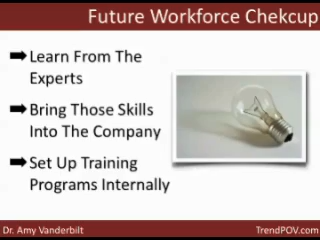 Future Workforce Chekcup
Learn From The
Experts
Bring Those Skills
Into The Company
Set Up Training
Programs Internally
Dr. Amy Vanderbilt
TrendPOV.com